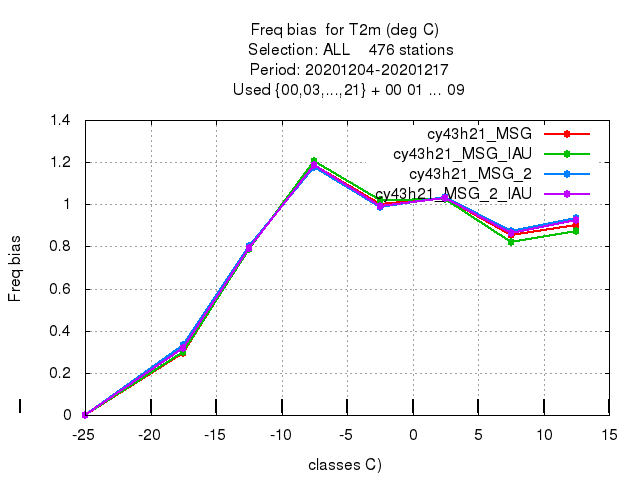 Freq bias  for T2m (deg C)
Selection: ALL    476 stations
Period: 20201204-20201217
Used {00,03,...,21} + 00 01 ... 09
cy43h21_MSG
cy43h21_MSG_IAU
cy43h21_MSG_2
cy43h21_MSG_2_IAU
1.4
1.2
1
0.8
0.6
0.4
0.2
0
Freq bias
-25 -20 -15 -10 -5 0 5 10 15
classes C)